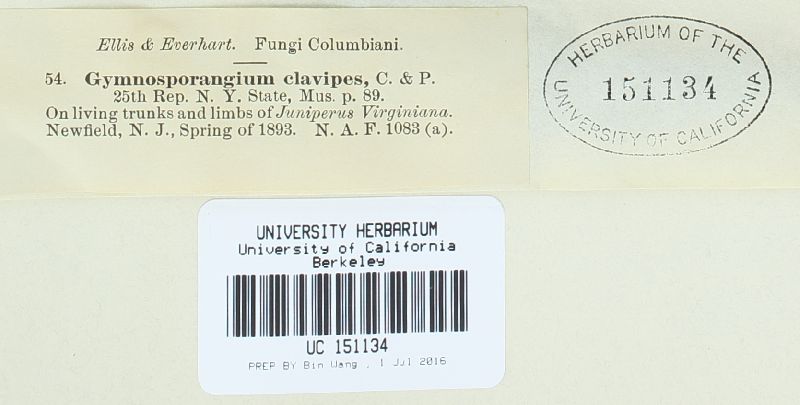 Ellis & Everhart. Fungi Columbiani.
54. Gymnosporangium clavipes, C. & P.
25th Rep. N. Y. State, Mus. p. 89.
On living trunks and limbs of Juniperus Virginiana.
Newfield, N. J., Spring of 1893. N. A. F. 1083 (a).
HERBARIUM OF THE
151134
UNIVERSITY OF CALIFORNIA
UNIVERSITY HERBARIUM
University of California
Berkeley
UC 151134
PREP BY Bin Wang , 1 Jul 2016